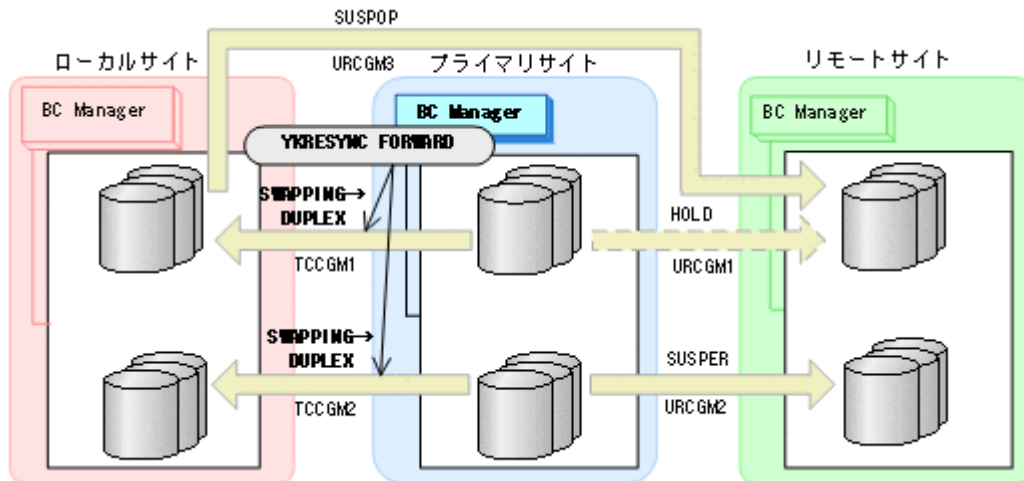 SUSPOP
ローカルサイト
URCGM3
プライマリサイト
リモートサイト
BC Manager
BC Manager
BC Manager
YKRESYNC FORWARD
SWAPPING→
DUPLEX
HOLD
TCCGM1
URCGM1
SWAPPING→
DUPLEX
SUSPER
TCCGM2
URCGM2